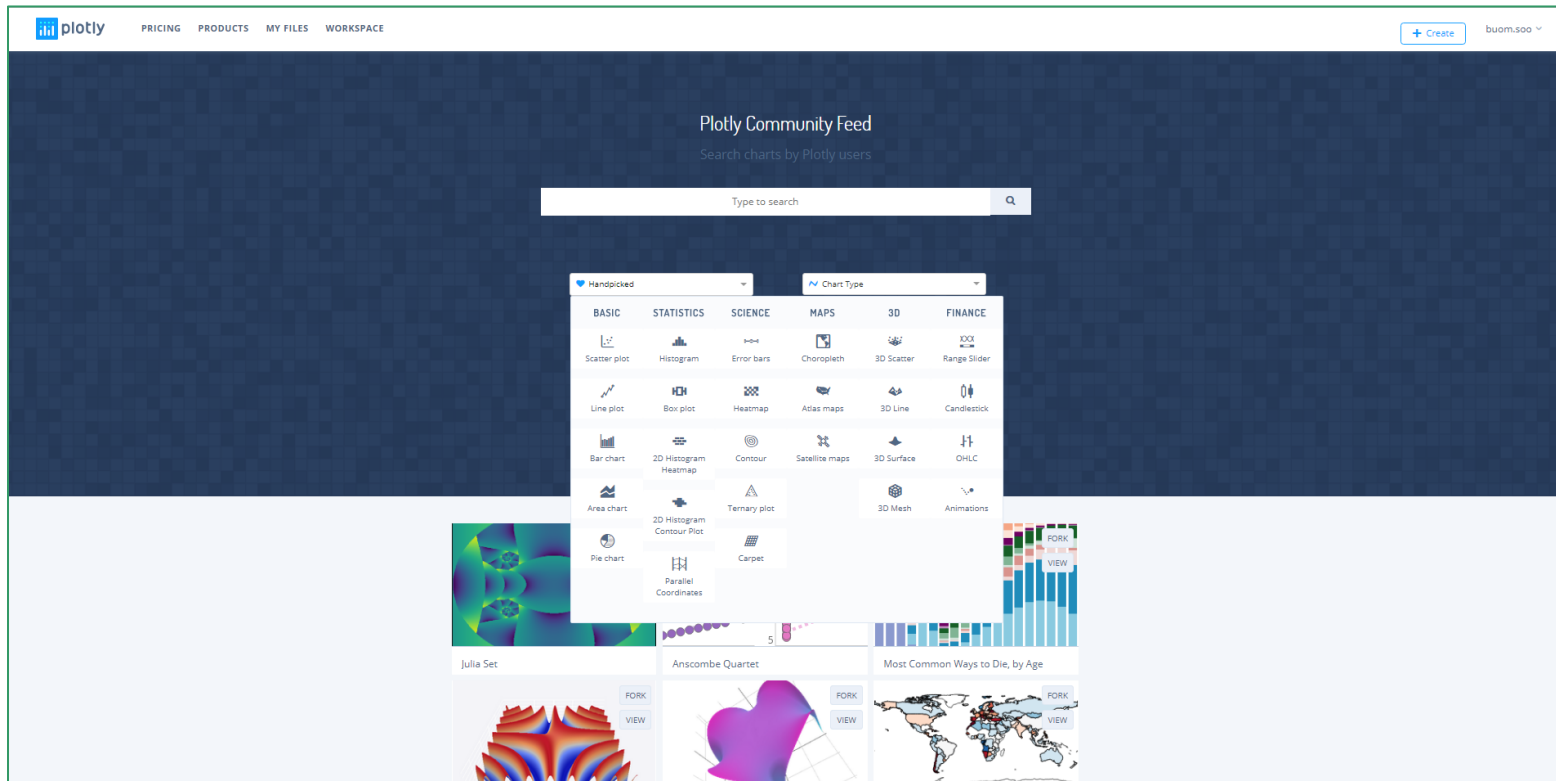 plotly
PRICING PRODUCTS MY FILES WORKSPACE
+ Create
buom.soo
Plotly Community Feed
Search charts by Plotly users
Type to search
Handpicked
Chart Type
BASIC STATISTICS SCIENCE MAPS 3D FINANCE
Scatter plot Histogram Error bars Choropleth 3D Scatter Range Slider
Line plot Box plot Heatmap Atlas maps 3D Line Candlestick
Bar chart 2D Histogram Contour Satellite maps 3D Surface OHLC
Heatmap
Area chart Ternary plot 3D Mesh Animations
2D Histogram
Contour Plot
Pie chart Carpet
Parallel
Coordinates
XXX
FORK
VIEW
5
Julia Set Anscombe Quartet Most Common Ways to Die, by Age
FORK FORK FORK
VIEW VIEW VIEW